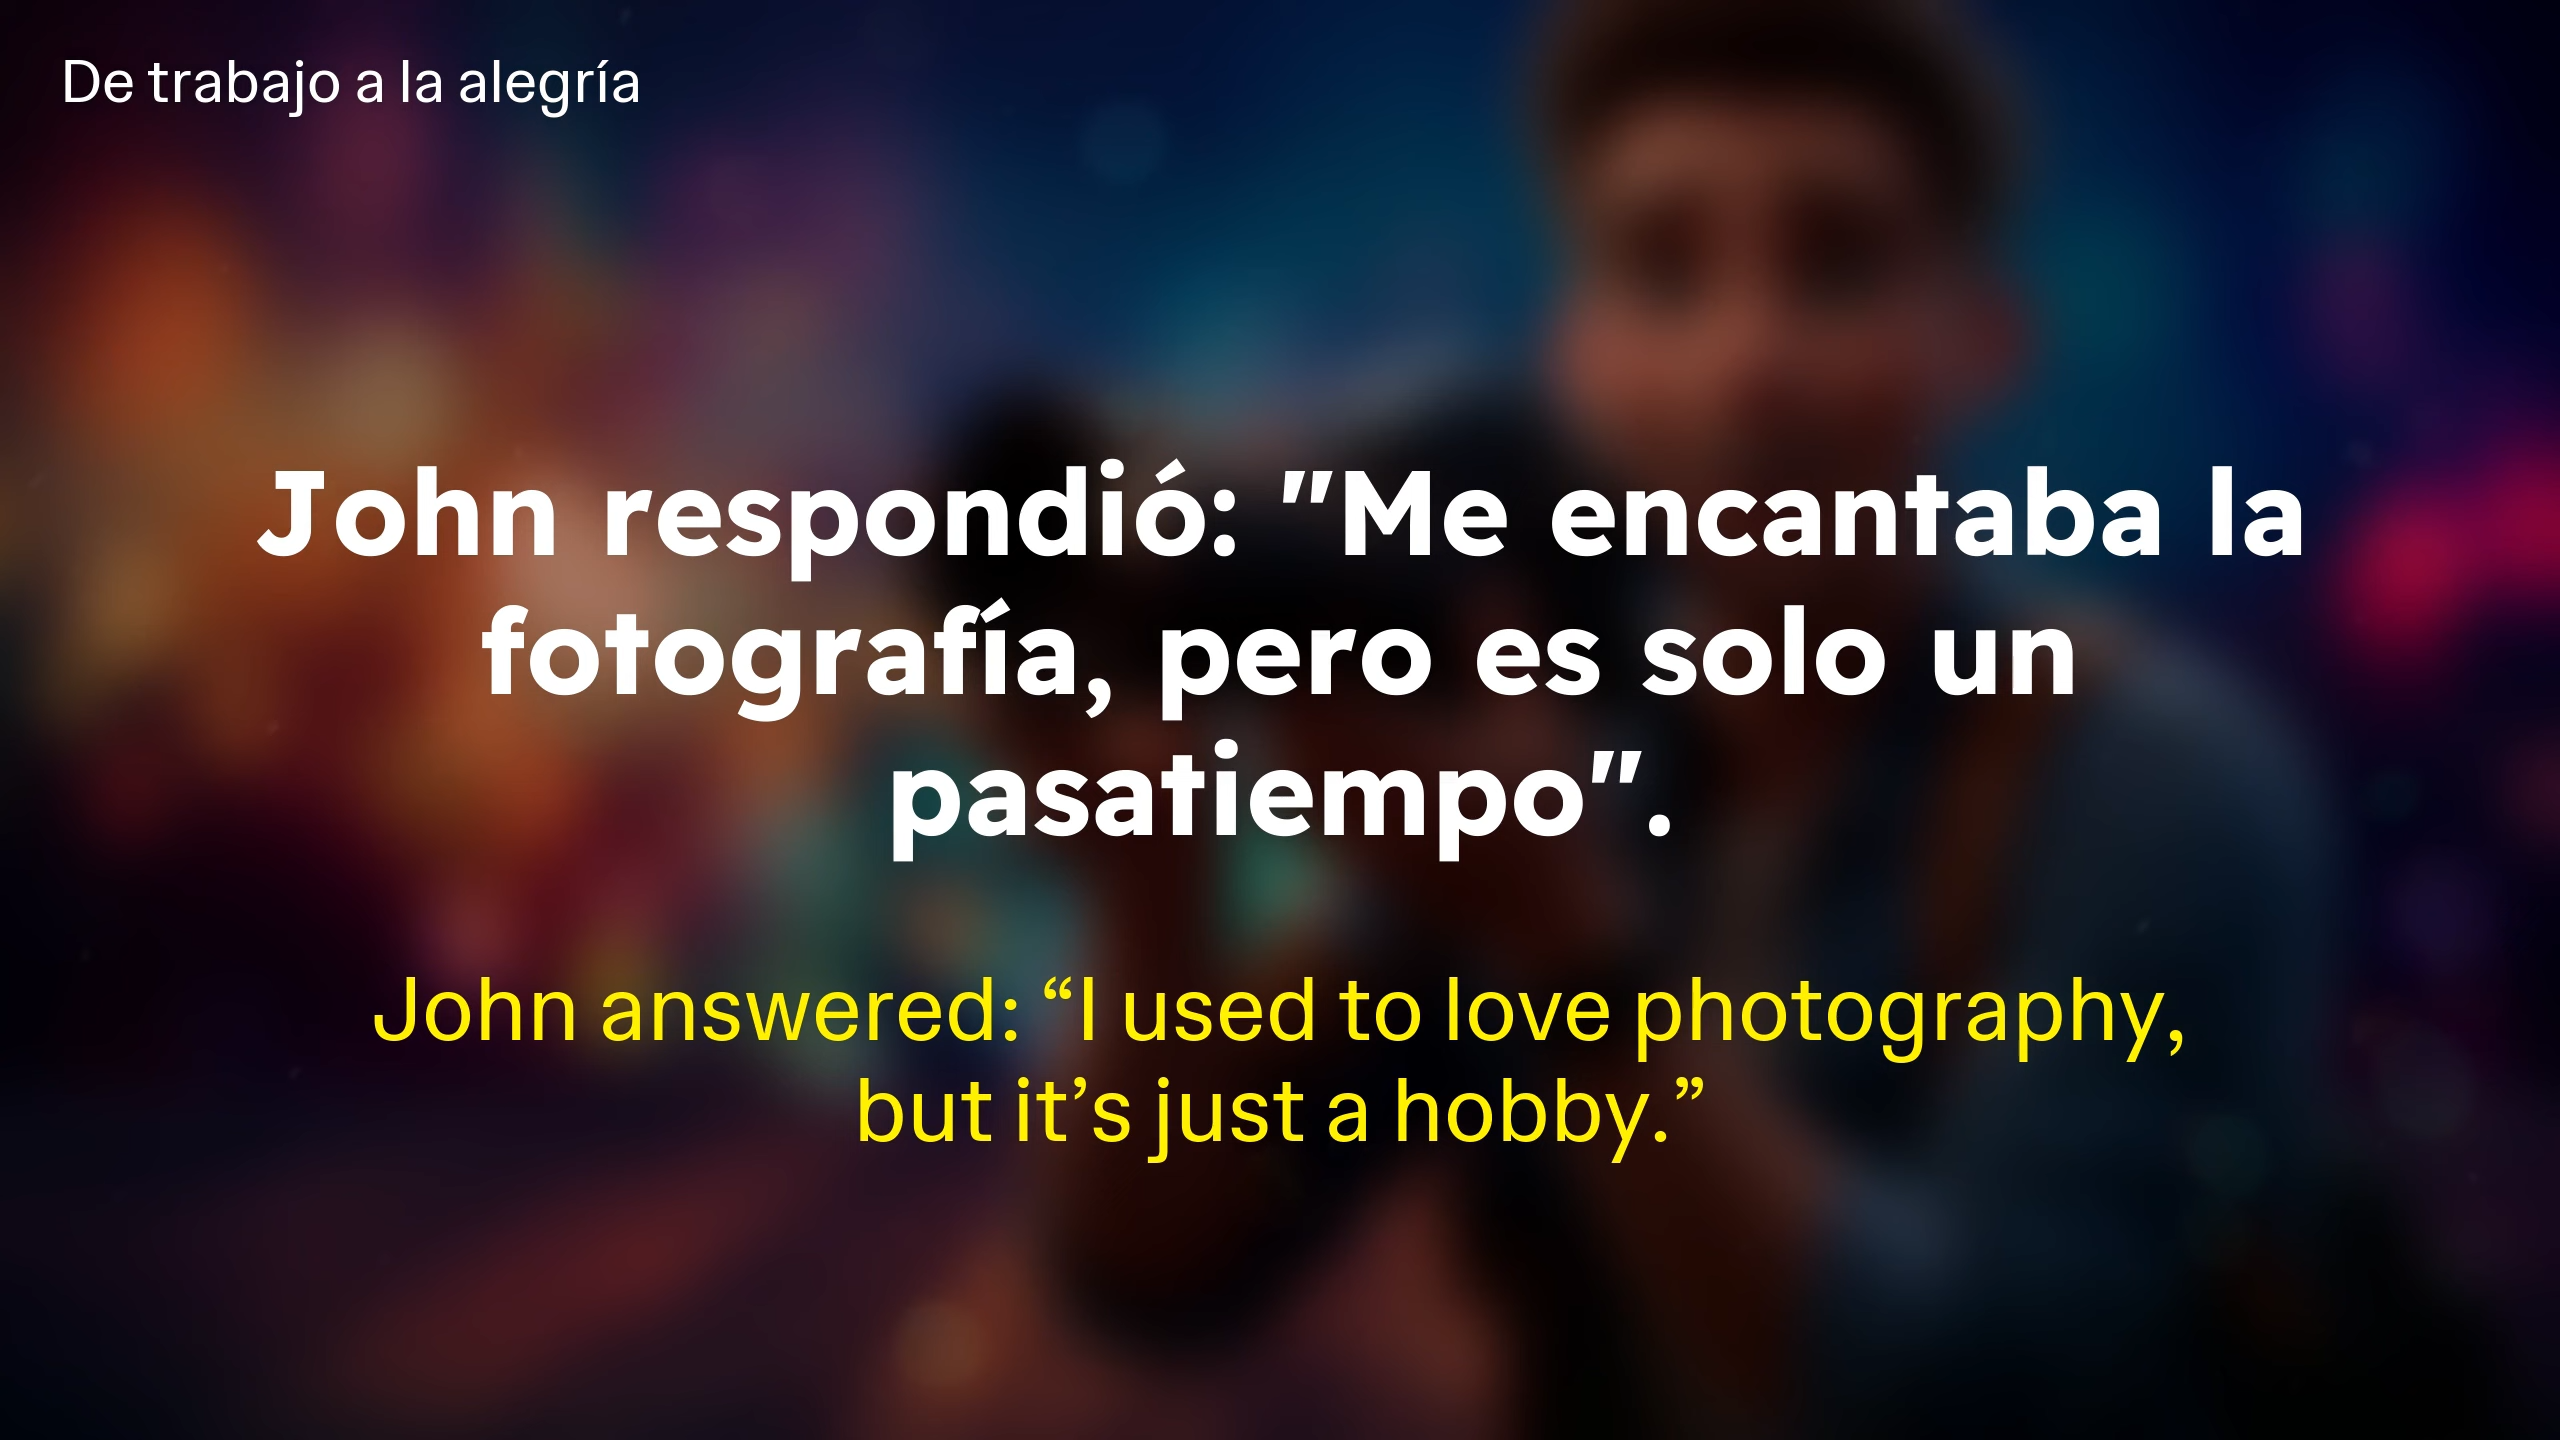 De trabajo a la alegría
John respondió: "Me encantaba la
fotografía, pero es solo un
pasatiempo".
John answered: “I used to love photography,
but it’s just a hobby.”